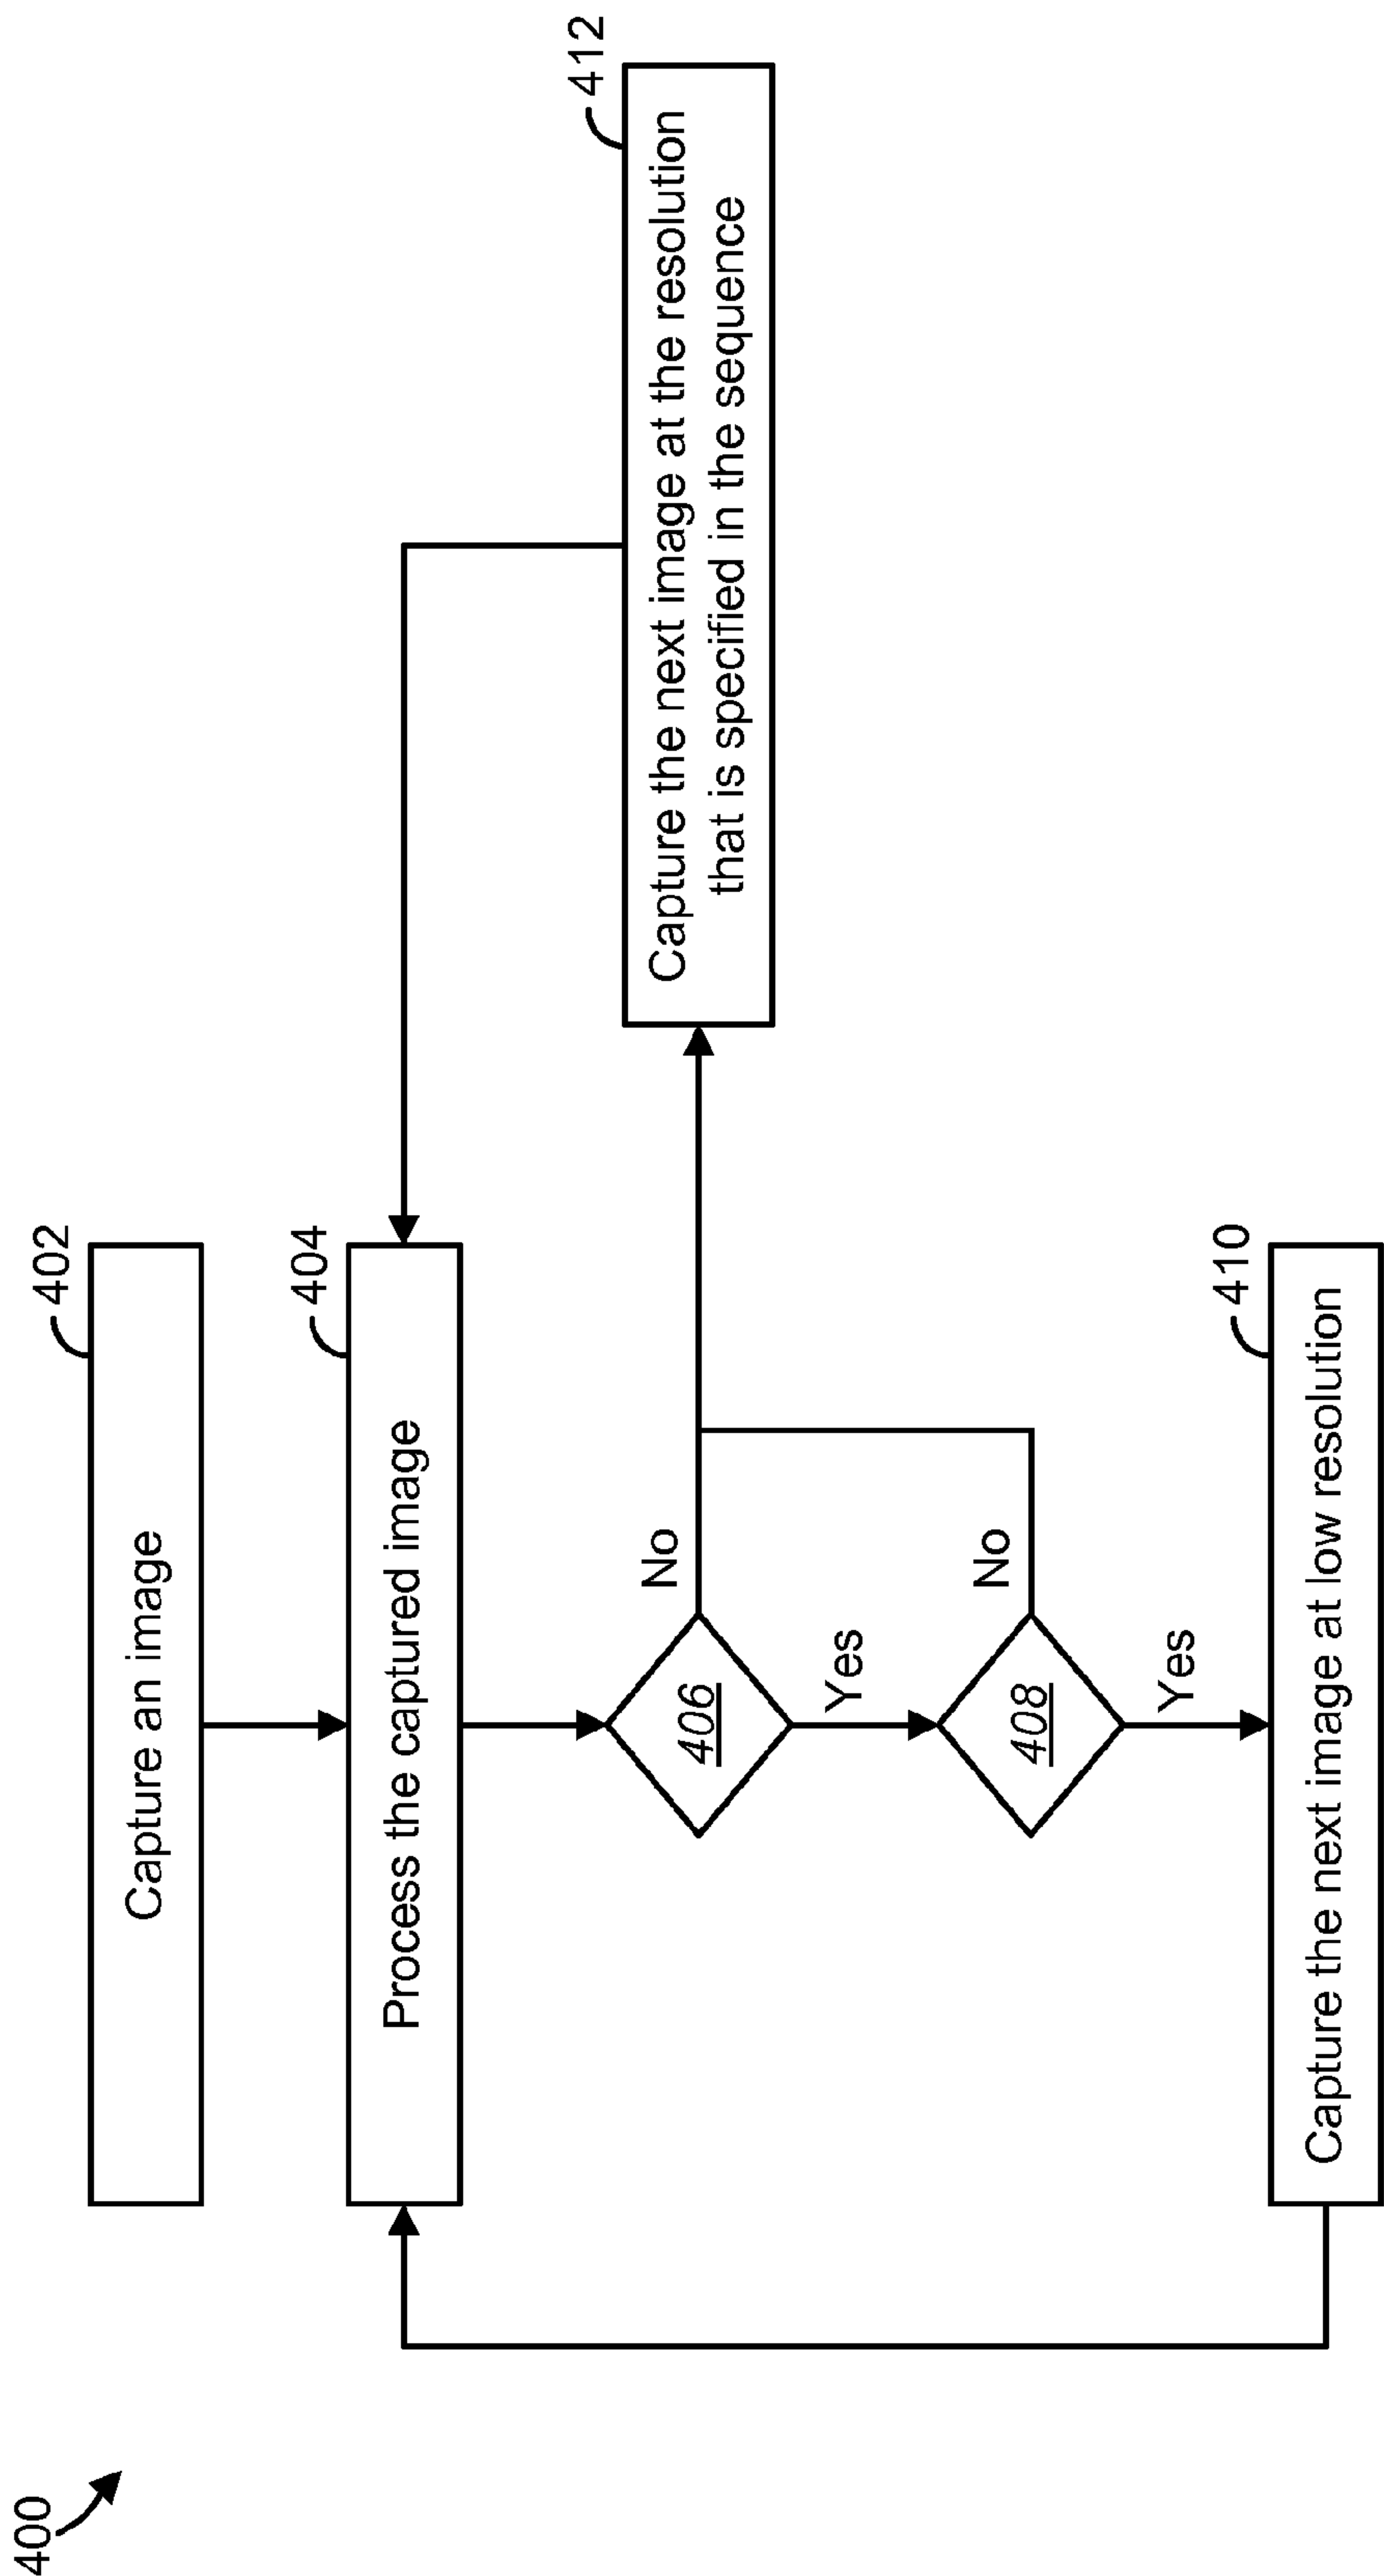 400
402
Capture an image
404
Process the captured image
406
No
Yes
412
Capture the next image at the resolution
that is specified in the sequence
408
No
Yes
410
Capture the next image at low resolution